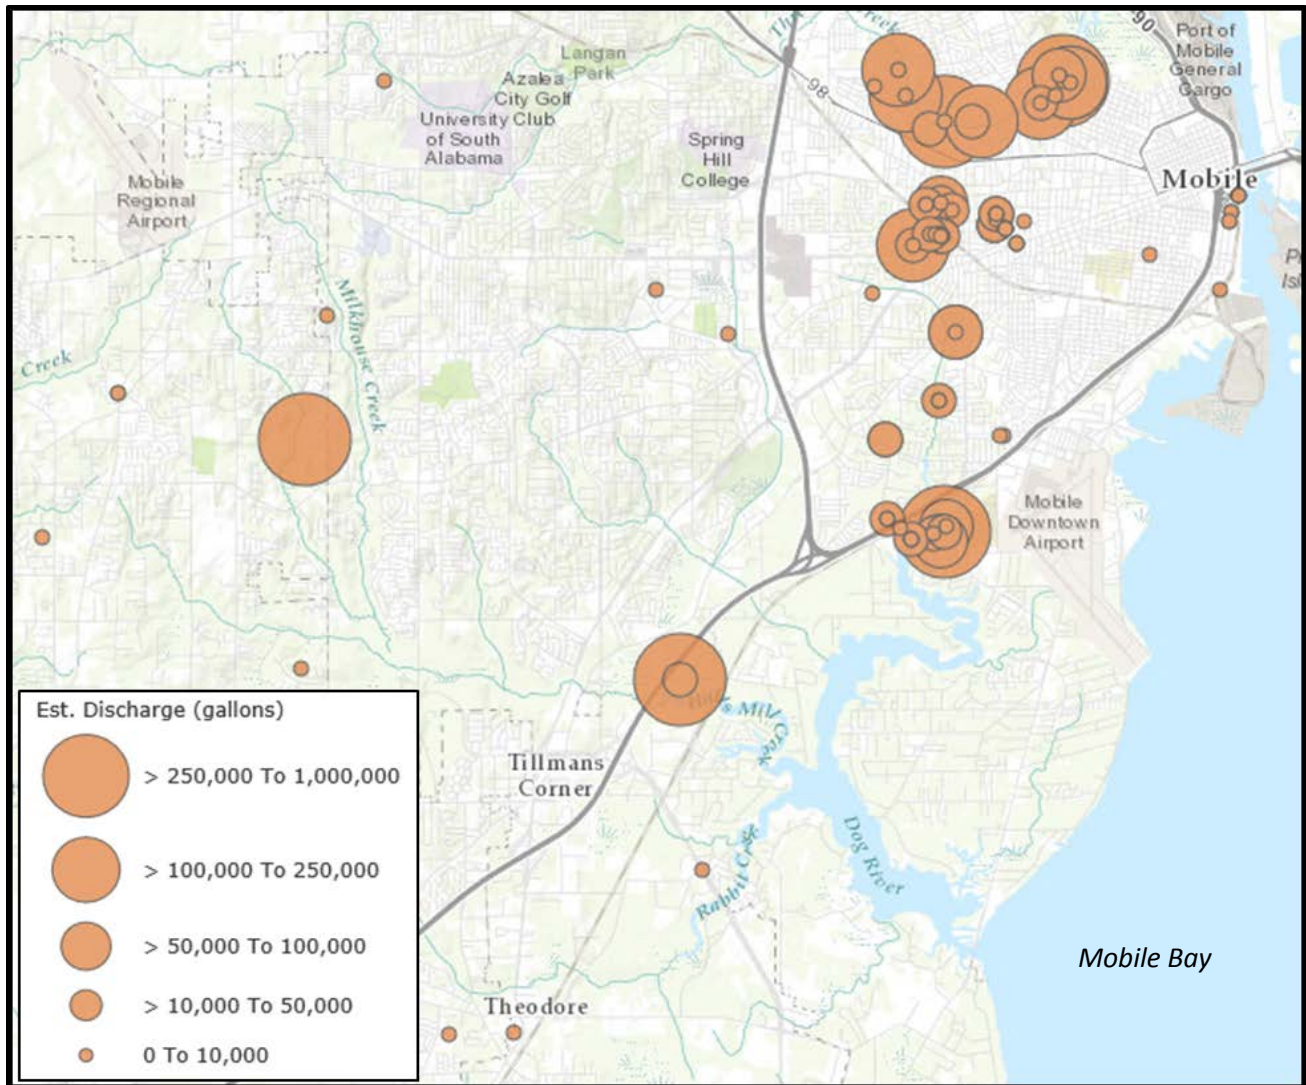 Creek
90
Port of
Mobile
General
Cargo
Langan
Park
Azalea
City Golf
Club
University
of South
Alabama
98
Spring
Hill
College
Mobile
Mobile
Regional
Airport
Milkhouse Creek
Creek
Mobile
Downtown
Airport
Mill Creek
Tillmans
Corner
Dog River
Rabbit Creek
Mobile Bay
Theodore
Est. Discharge (gallons)
> 250,000 To 1,000,000
> 100,000 To 250,000
> 50,000 To 100,000
> 10,000 To 50,000
0 To 10,000